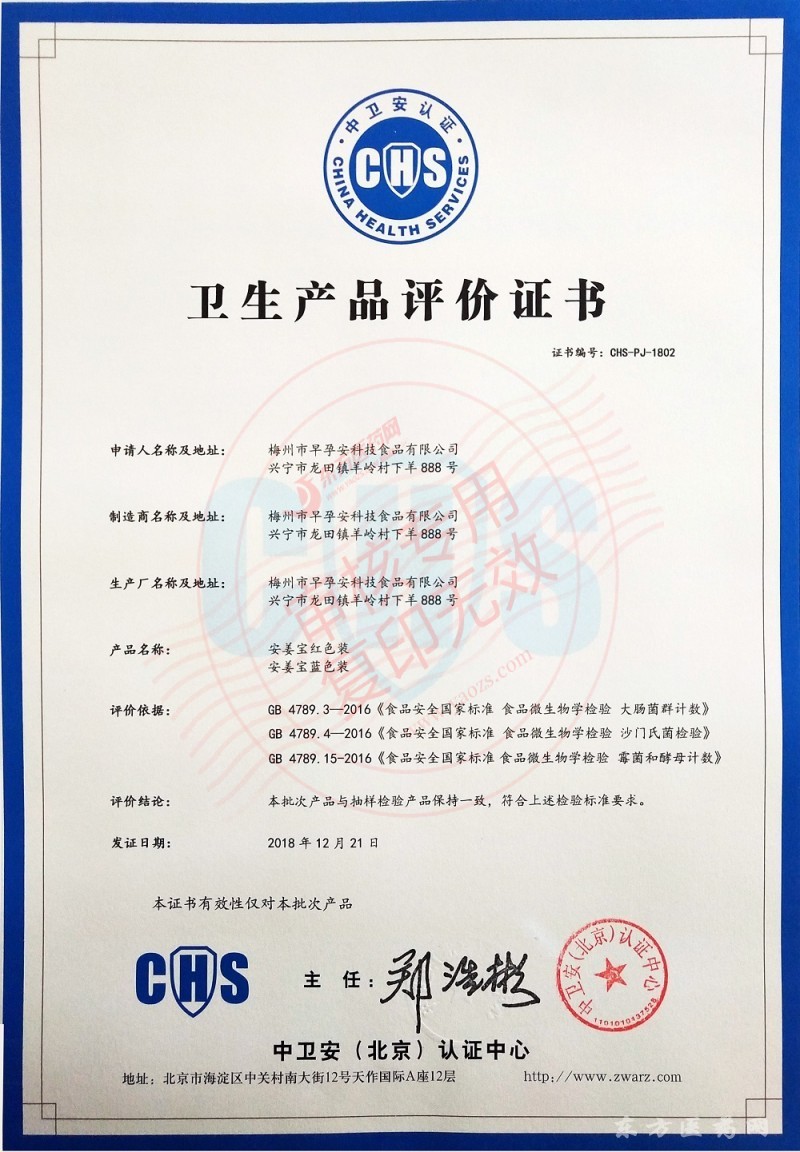 中卫安认证
CHS
CHINA HEALTH SERVICES
卫生产品评价证书
证书编号：CHS-PJ-1802
申请人名称及地址：
梅州市早孕安科技食品有限公司
兴宁市龙田镇羊岭村下羊 888 号
制造商名称及地址：
梅州市早孕安科技食品有限公司
兴宁市龙田镇羊岭村下羊 888 号
生产厂名称及地址：
梅州市早孕安科技食品有限公司
兴宁市龙田镇羊岭村下羊 888 号
产品名称：
安姜宝红色装
安姜宝蓝色装
评价依据：
GB 4789.3—2016《食品安全国家标准 食品微生物学检验 大肠菌群计数》
GB 4789.4—2016《食品安全国家标准 食品微生物学检验 沙门氏菌检验》
GB 4789.15-2016《食品安全国家标准 食品微生物学检验 霉菌和酵母计数》
评价结论：
本批次产品与抽样检验产品保持一致，符合上述检验标准要求。
发证日期：
2018 年 12 月 21 日
CHS
审核专用
复印无效
本证书有效性仅对本批次产品
CHS
主 任：郑浩彬
中卫安（北京）认证中心
1101010137528
中卫安（北京）认证中心
地址：北京市海淀区中关村南大街12号天作国际A座12层
http://www.zwarz.com
东方医药网